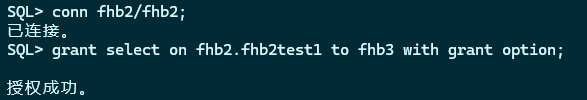 SQL> conn fhb2/fhb2;
已连接。
SQL> grant select on fhb2.fhb2test1 to fhb3 with grant option;
授权成功。